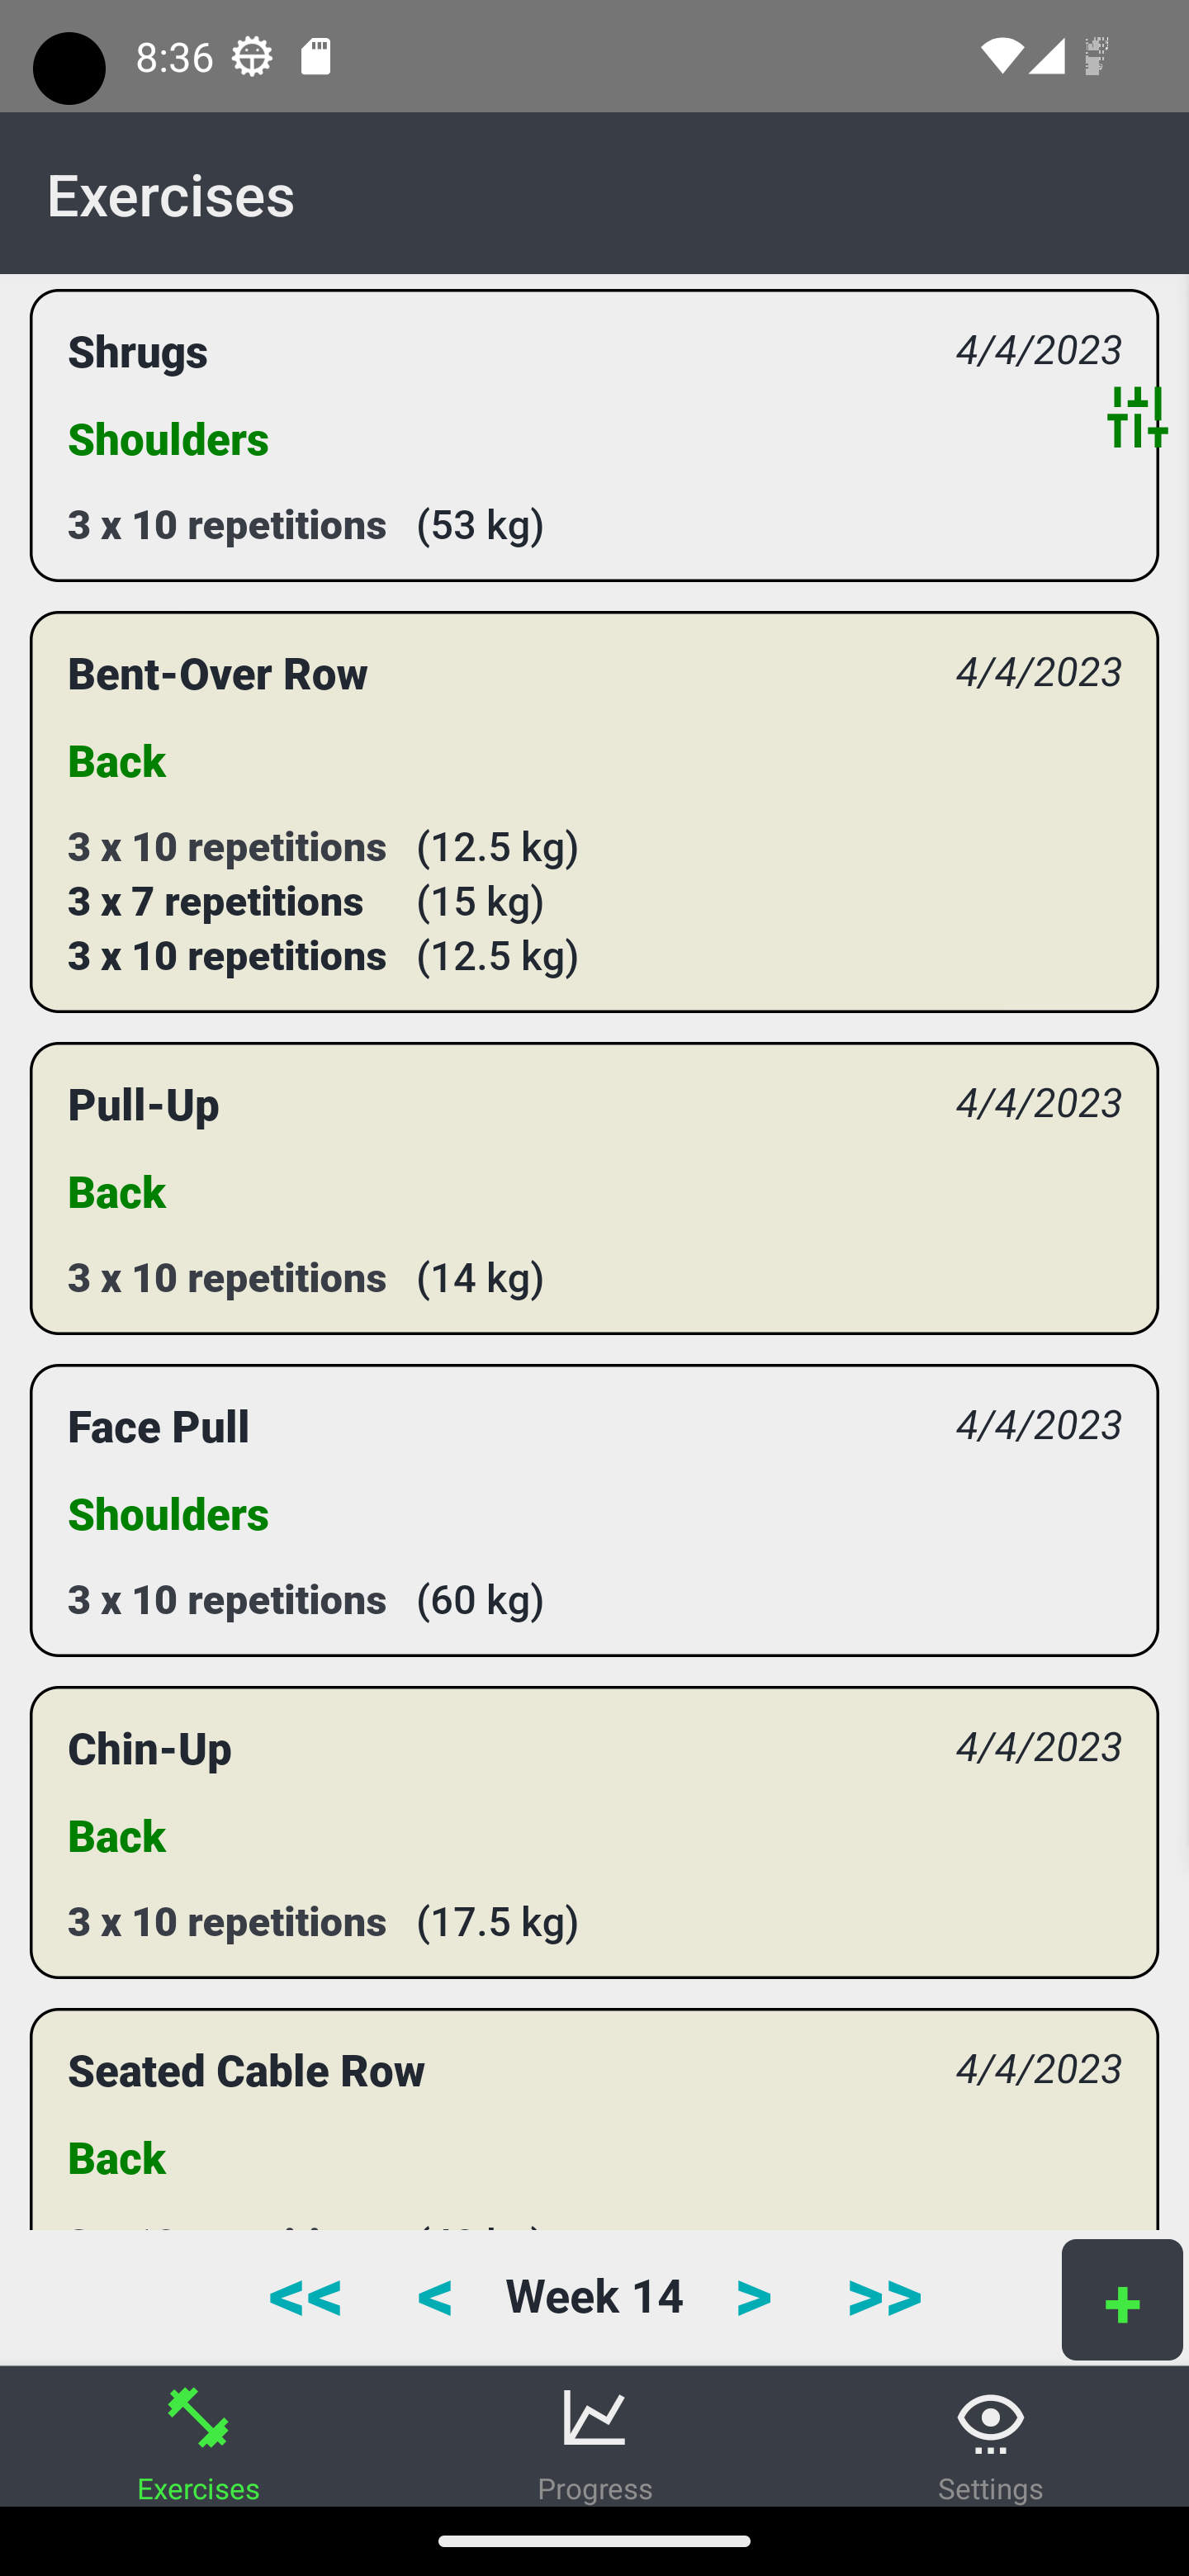 8:36
Exercises
Shrugs 4/4/2023
Shoulders
3 x 10 repetitions (53 kg)
Bent-Over Row 4/4/2023
Back
3 x 10 repetitions (12.5 kg)
3 x 7 repetitions (15 kg)
3 x 10 repetitions (12.5 kg)
Pull-Up 4/4/2023
Back
3 x 10 repetitions (14 kg)
Face Pull 4/4/2023
Shoulders
3 x 10 repetitions (60 kg)
Chin-Up 4/4/2023
Back
3 x 10 repetitions (17.5 kg)
Seated Cable Row 4/4/2023
Back
<< < Week 14 > >> +
Exercises Progress Settings